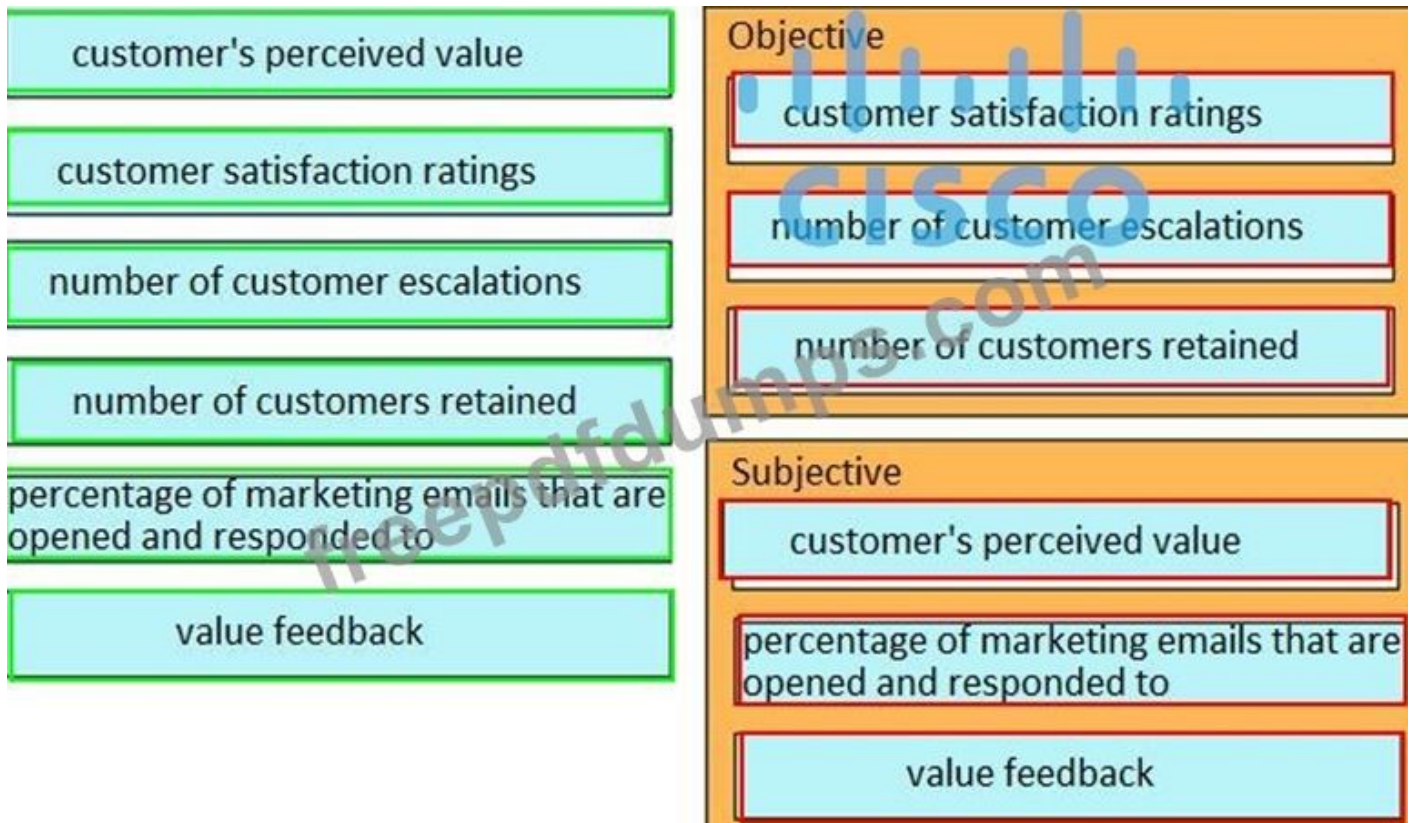 customer's perceived value
customer satisfaction ratings
number of customer escalations
number of customers retained
percentage of marketing emails that are
opened and responded to
value feedback
Objective
customer satisfaction ratings
number of customer escalations
number of customers retained
Subjective
customer's perceived value
percentage of marketing emails that are
opened and responded to
value feedback
CISCO
freepdfdumps.com